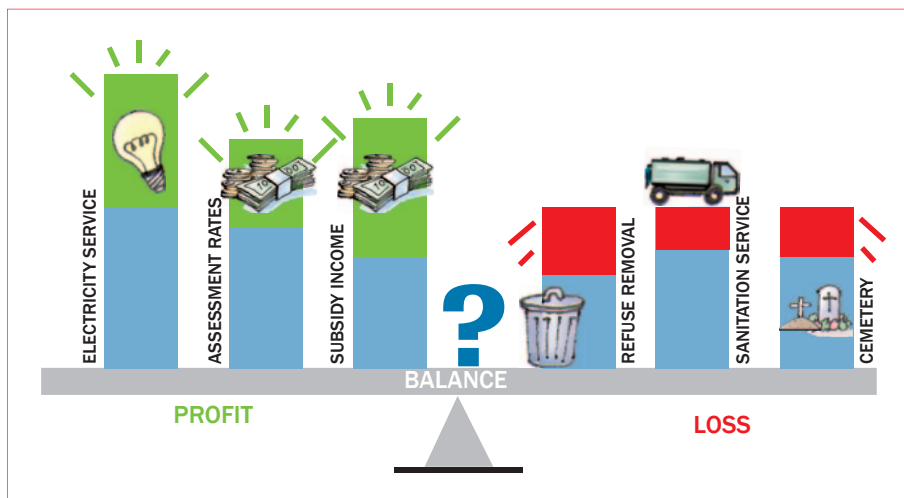 ELECTRICITY SERVICE
ASSESSMENT RATES
SUBSIDY INCOME
?
REFUSE REMOVAL
SANITATION SERVICE
CEMETERY
BALANCE
PROFIT
LOSS